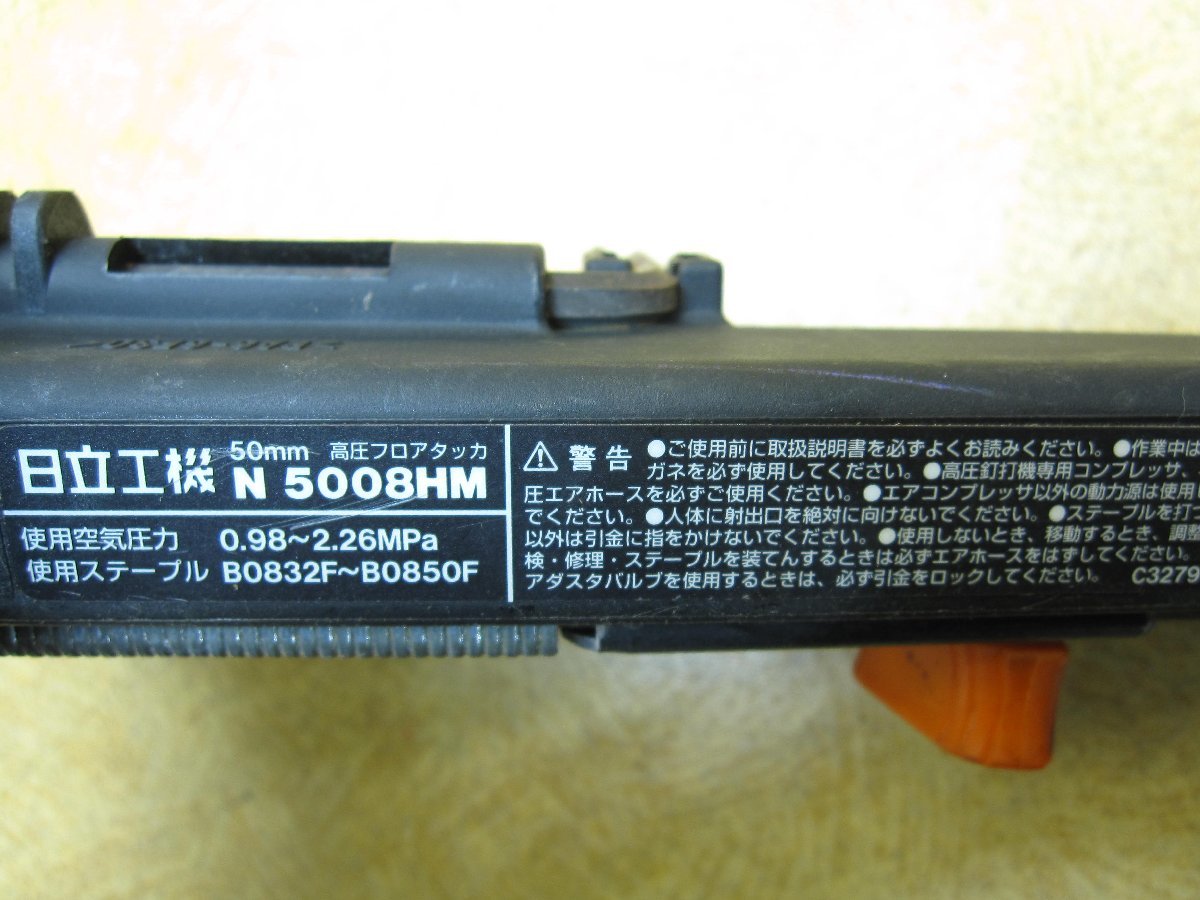 日立工機
50mm 高圧フロアタッカ
N 5008HM
使用空気圧力 0.98～2.26MPa
使用ステープル B0832F～B0850F
警告 ●ご使用前に取扱説明書を必ずよくお読みください。●作業中は
ガネを必ず使用してください。●高圧釘打機専用コンプレッサ、
圧エアホースを必ずご使用ください。●エアコンプレッサ以外の動力源は使用し
でください。●人体に射出口を絶対に向けないでください。●ステープルを打つ
以外は引金に指をかけないでください。●使用しないとき、移動するとき、調整
検・修理・ステープルを装てんするときは必ずエアホースをはずしてください。
アダスタバルブを使用するときは、必ず引金をロックしてください。 C3279